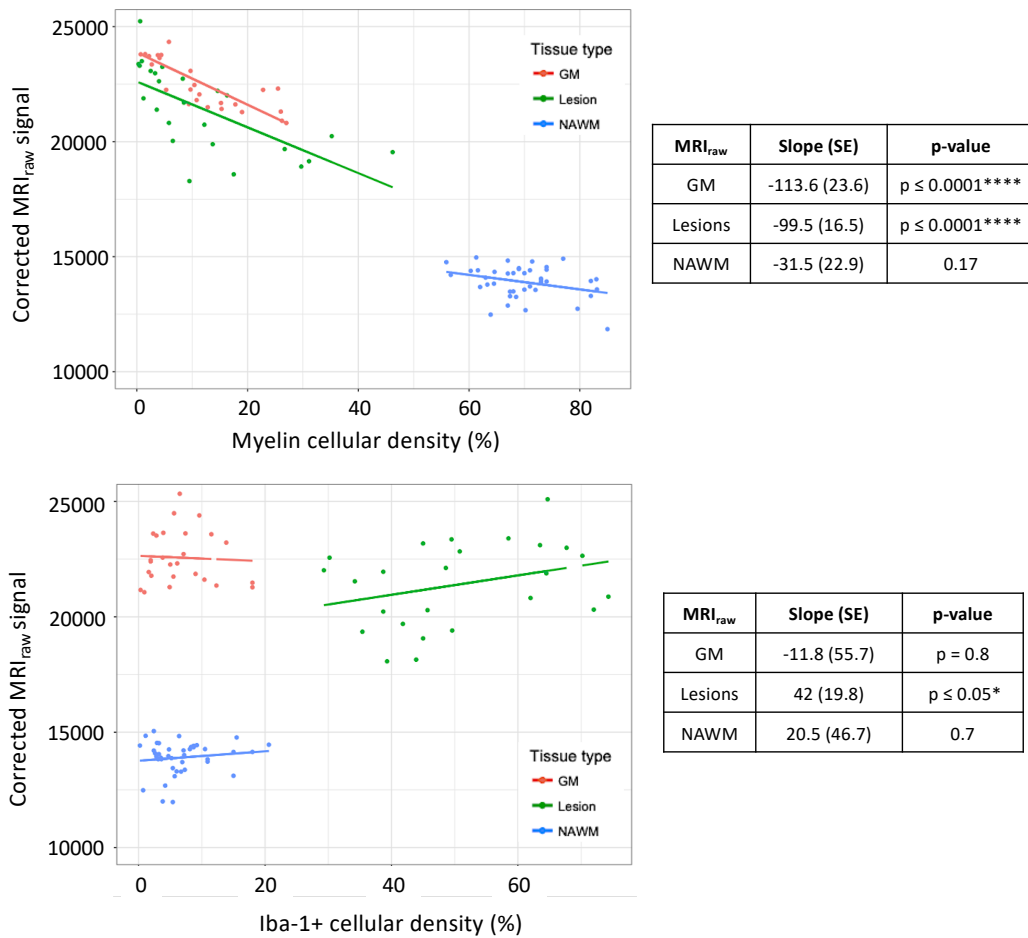 25000
20000
15000
10000
Corrected MRIraw signal
Tissue type
GM
Lesion
NAWM
0 20 40 60 80
Myelin cellular density (%)
MRIraw Slope (SE) p-value
GM -113.6 (23.6) p ≤ 0.0001****
Lesions -99.5 (16.5) p ≤ 0.0001****
NAWM -31.5 (22.9) 0.17
25000
20000
15000
10000
Corrected MRIraw signal
Tissue type
GM
Lesion
NAWM
0 20 40 60
Iba-1+ cellular density (%)
MRIraw Slope (SE) p-value
GM -11.8 (55.7) p = 0.8
Lesions 42 (19.8) p ≤ 0.05*
NAWM 20.5 (46.7) 0.7